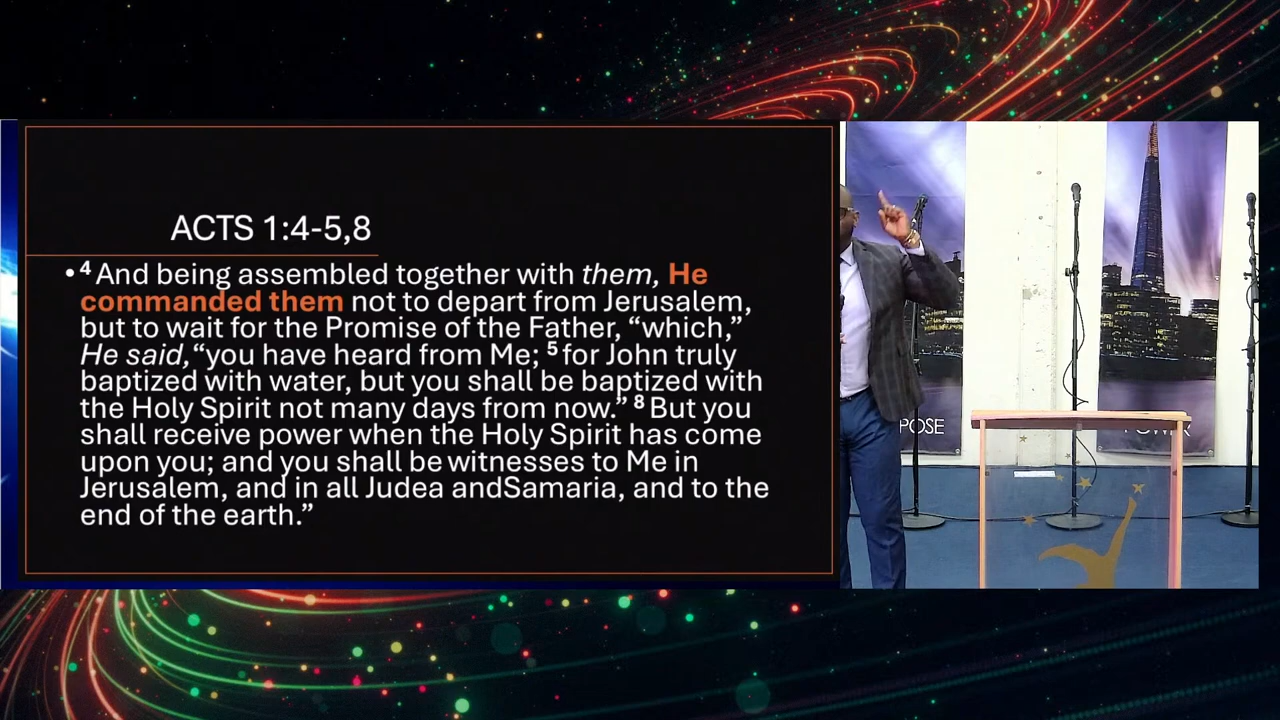 ACTS 1:4-5,8
• ⁴ And being assembled together with them, He
commanded them not to depart from Jerusalem,
but to wait for the Promise of the Father, “which,”
He said, “you have heard from Me; ⁵ for John truly
baptized with water, but you shall be baptized with
the Holy Spirit not many days from now.” ⁸ But you
shall receive power when the Holy Spirit has come
upon you; and you shall be witnesses to Me in
Jerusalem, and in all Judea andSamaria, and to the
end of the earth.”
POSE
POWER